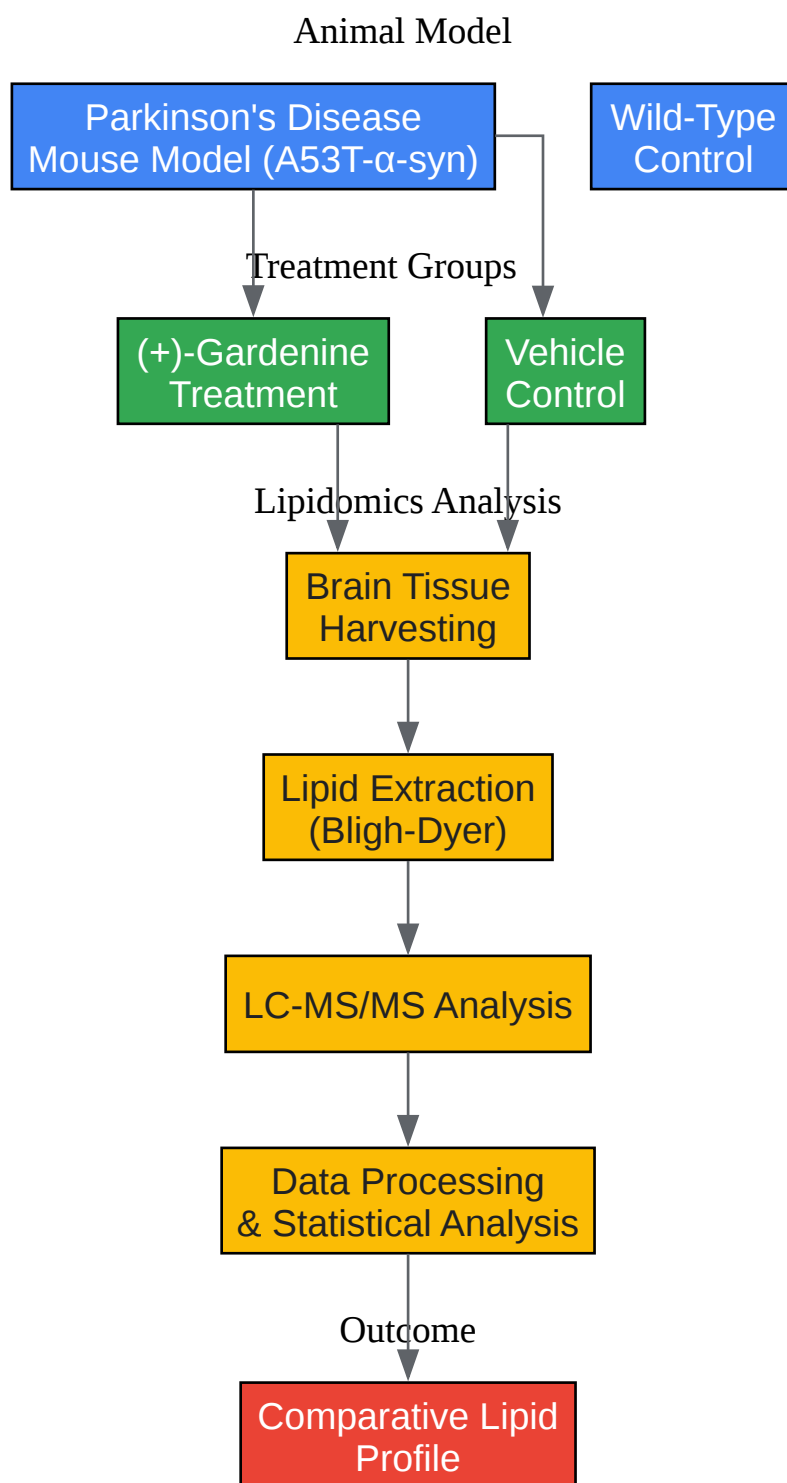 Animal Model
Parkinson's Disease
Mouse Model (A53T-α-syn)
Wild-Type
Control
Treatment Groups
(+)-Gardenine
Treatment
Vehicle
Control
Lipidomics Analysis
Brain Tissue
Harvesting
Lipid Extraction
(Bligh-Dyer)
LC-MS/MS Analysis
Data Processing
& Statistical Analysis
Outcome
Comparative Lipid
Profile